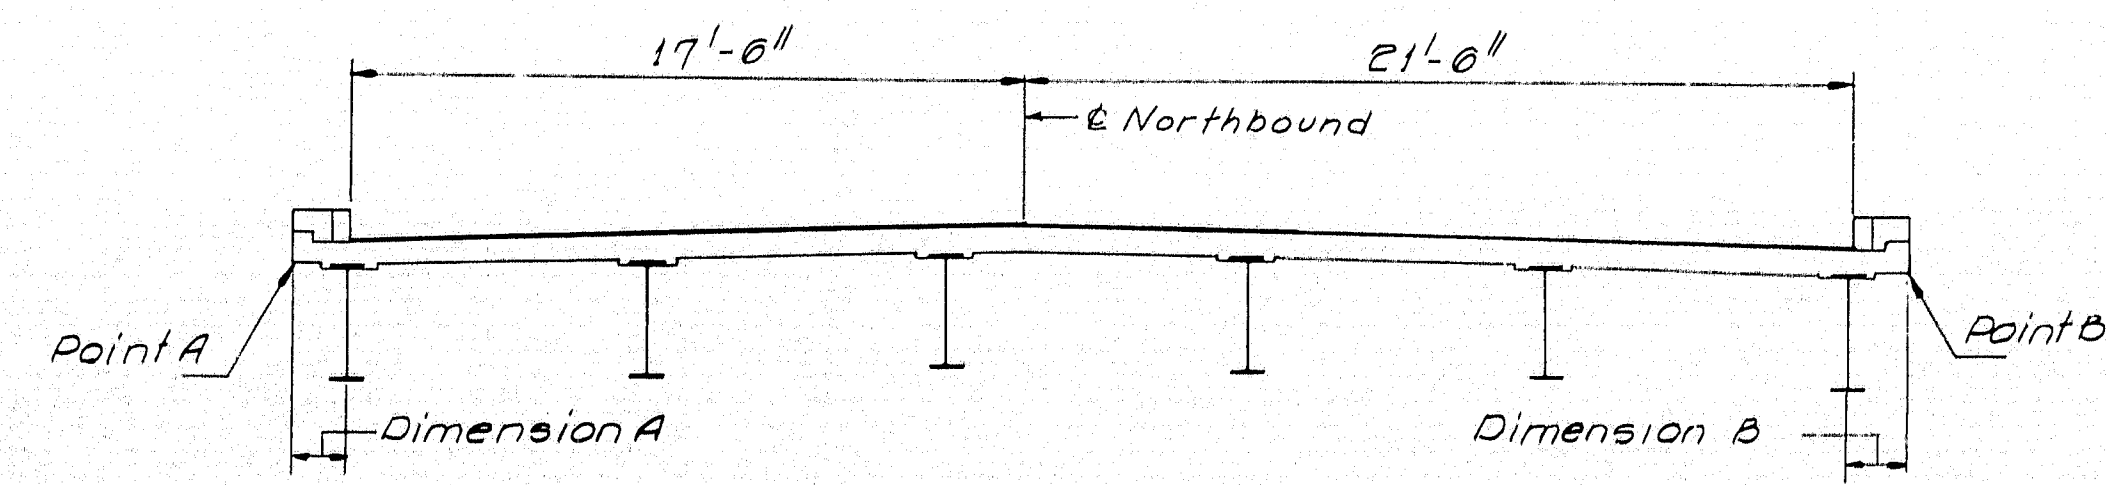 17'-6"
21'-6"
℄ Northbound
Point A
Point B
Dimension A
Dimension B